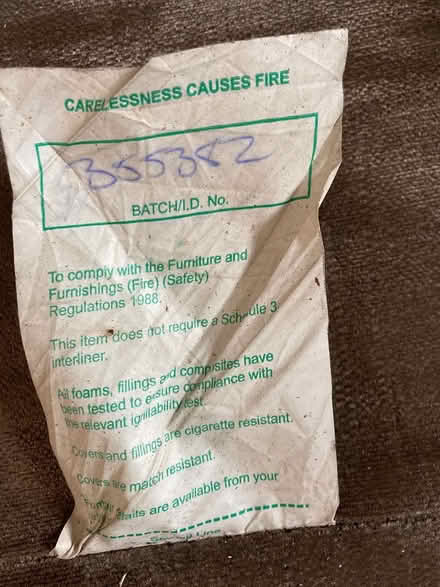 CARELESSNESS CAUSES FIRE
355382
BATCH/I.D. No.
To comply with the Furniture and
Furnishings (Fire) (Safety)
Regulations 1988.
This item does not require a Schedule 3
interliner.
All foams, fillings and composites have
been tested to ensure compliance with
the relevant ignitability test.
Covers and fillings are cigarette resistant.
Covers are match resistant.
Further details are available from your
Line